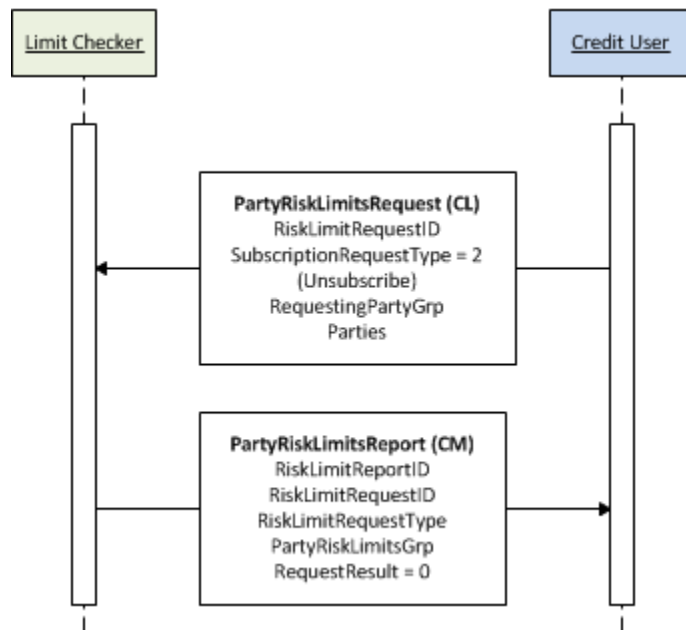 Limit Checker
Credit User
PartyRiskLimitsRequest (CL)
RiskLimitRequestID
SubscriptionRequestType = 2
(Unsubscribe)
RequestingPartyGrp
Parties
PartyRiskLimitsReport (CM)
RiskLimitReportID
RiskLimitRequestID
RiskLimitRequestType
PartyRiskLimitsGrp
RequestResult = 0